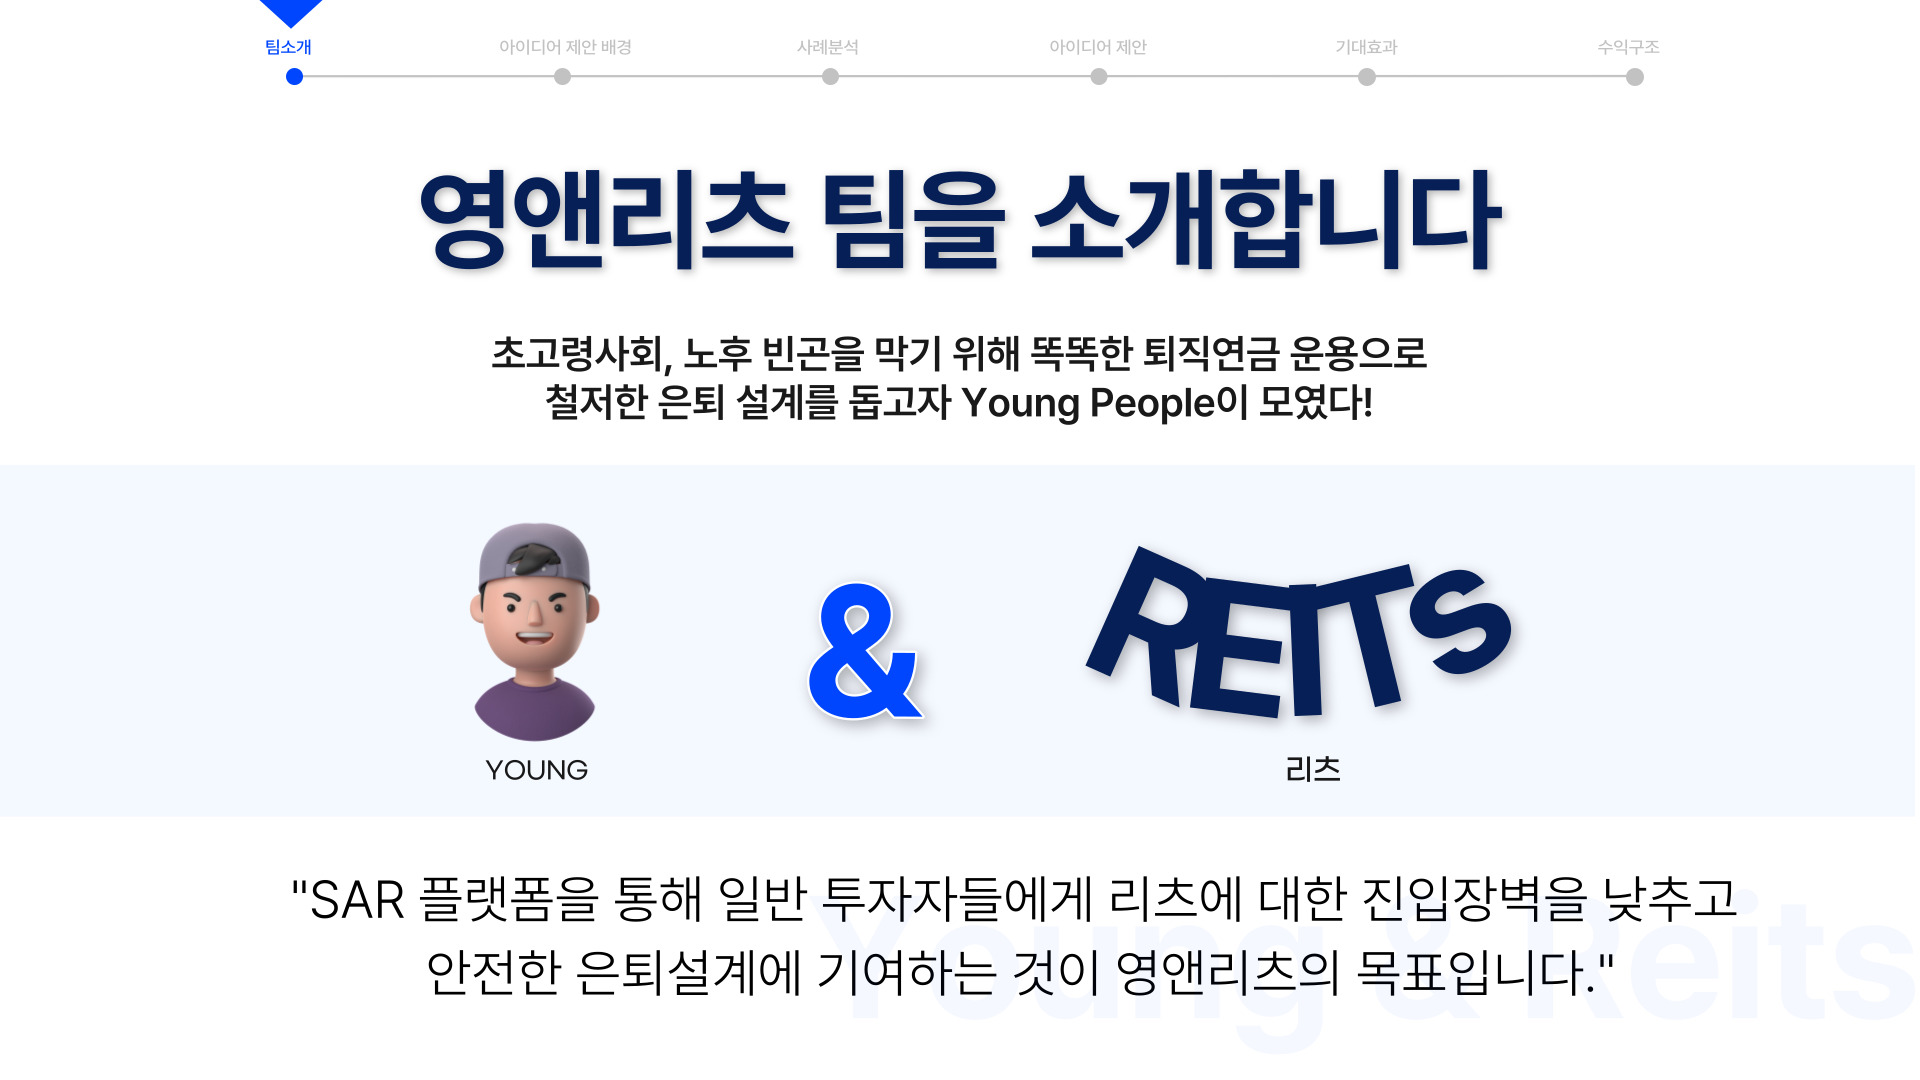 팀소개
아이디어 제안 배경
사례분석
아이디어 제안
기대효과
수익구조
영앤리츠 팀을 소개합니다
초고령사회, 노후 빈곤을 막기 위해 똑똑한 퇴직연금 운용으로
철저한 은퇴 설계를 돕고자 Young People이 모였다!
&
REITS
YOUNG
리츠
"SAR 플랫폼을 통해 일반 투자자들에게 리츠에 대한 진입장벽을 낮추고
안전한 은퇴설계에 기여하는 것이 영앤리츠의 목표입니다."
Young & Reits